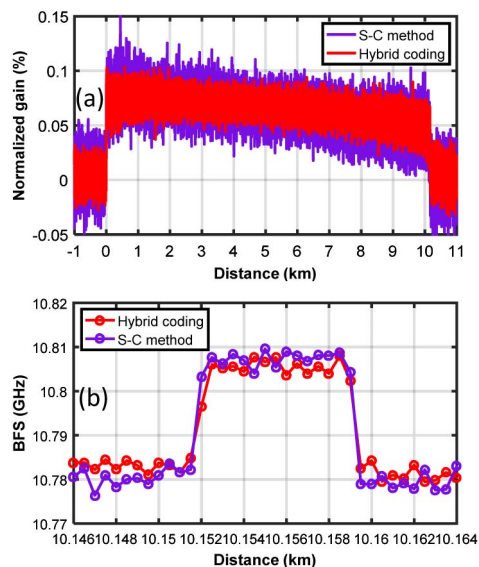 0.15
S-C method
Hybrid coding
0.1
(a)
0.05
0
-0.05
Normalized gain (%)
-1 0 1 2 3 4 5 6 7 8 9 10 11
Distance (km)
10.82
Hybrid coding
S-C method
10.81
(b)
10.8
10.79
10.78
10.77
BFS (GHz)
10.146 10.148 10.15 10.152 10.154 10.156 10.158 10.16 10.162 10.164
Distance (km)